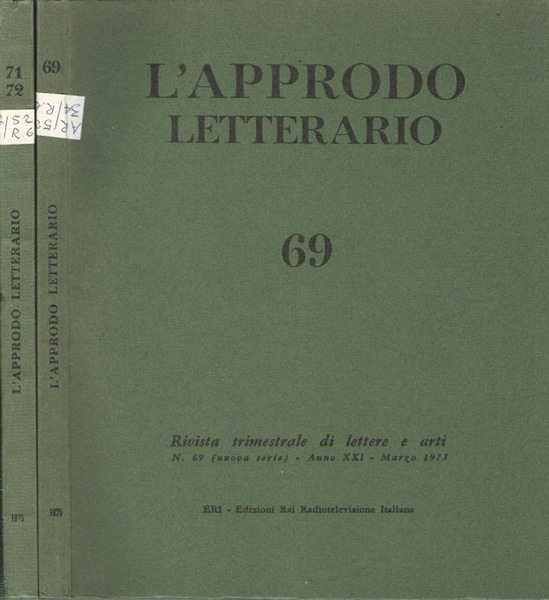 71
72
L'APPRODO LETTERARIO
1975
69
L'APPRODO LETTERARIO
1975
L'APPRODO
LETTERARIO
69
Rivista trimestrale di lettere e arti
N. 69 (nuova serie) - Anno XXI - Marzo 1975
ERI - Edizioni Rai Radiotelevisione Italiana